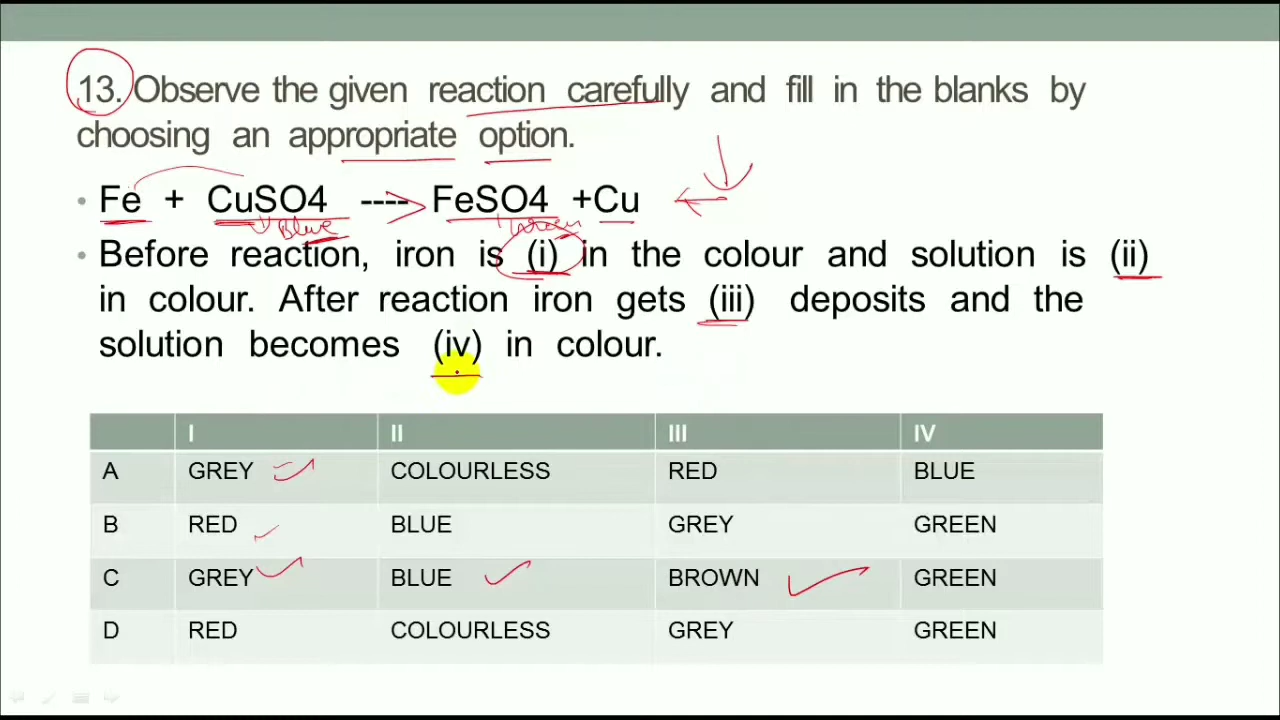 13. Observe the given reaction carefully and fill in the blanks by
choosing an appropriate option.
• Fe + CuSO4 ----> FeSO4 +Cu
Blue Green
• Before reaction, iron is (i) in the colour and solution is (ii)
in colour. After reaction iron gets (iii) deposits and the
solution becomes (iv) in colour.
I II III IV
A GREY COLOURLESS RED BLUE
B RED BLUE GREY GREEN
C GREY BLUE BROWN GREEN
D RED COLOURLESS GREY GREEN